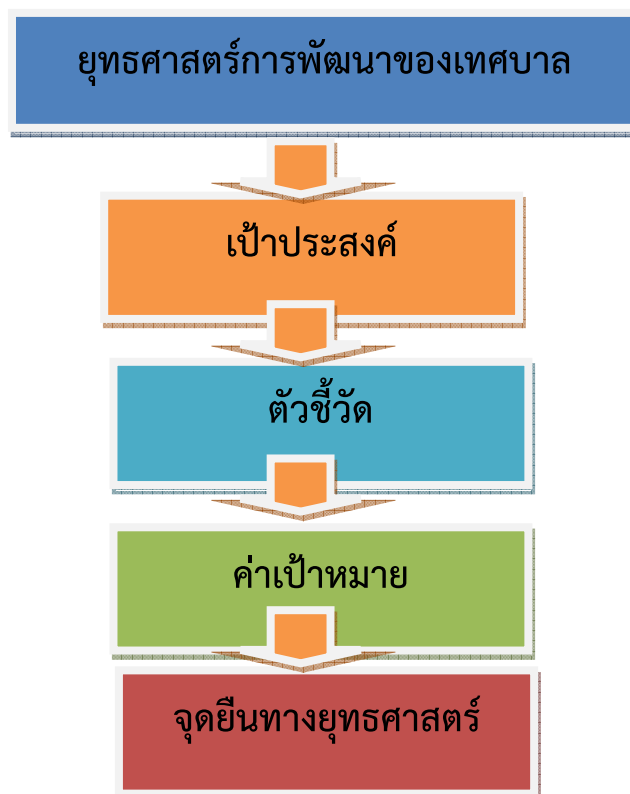 ยุทธศาสตร์การพัฒนาของเทศบาล
เป้าประสงค์
ตัวชี้วัด
ค่าเป้าหมาย
จุดยืนทางยุทธศาสตร์